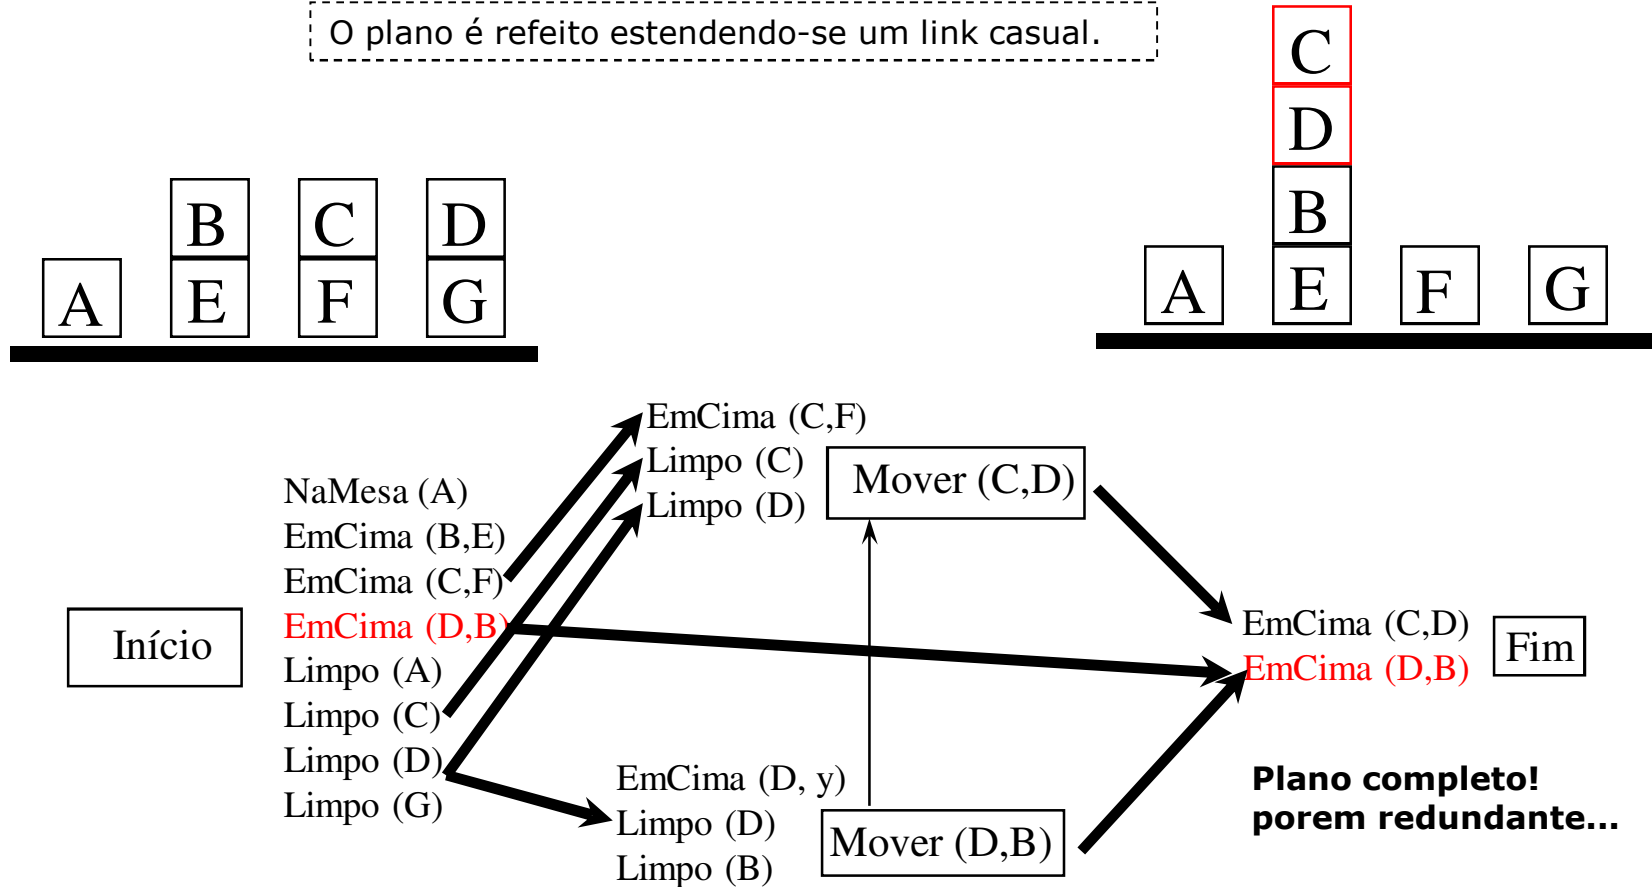 O plano é refeito estendendo-se um link casual.
C
D
B
B C D
A E F G
A E F G
EmCima (C,F)
Limpo (C)
Limpo (D)
Mover (C,D)
NaMesa (A)
EmCima (B,E)
EmCima (C,F)
EmCima (D,B)
Limpo (A)
Limpo (C)
Limpo (D)
Limpo (G)
Início
EmCima (D, y)
Limpo (D)
Limpo (B)
Mover (D,B)
EmCima (C,D)
EmCima (D,B)
Fim
Plano completo!
porem redundante...